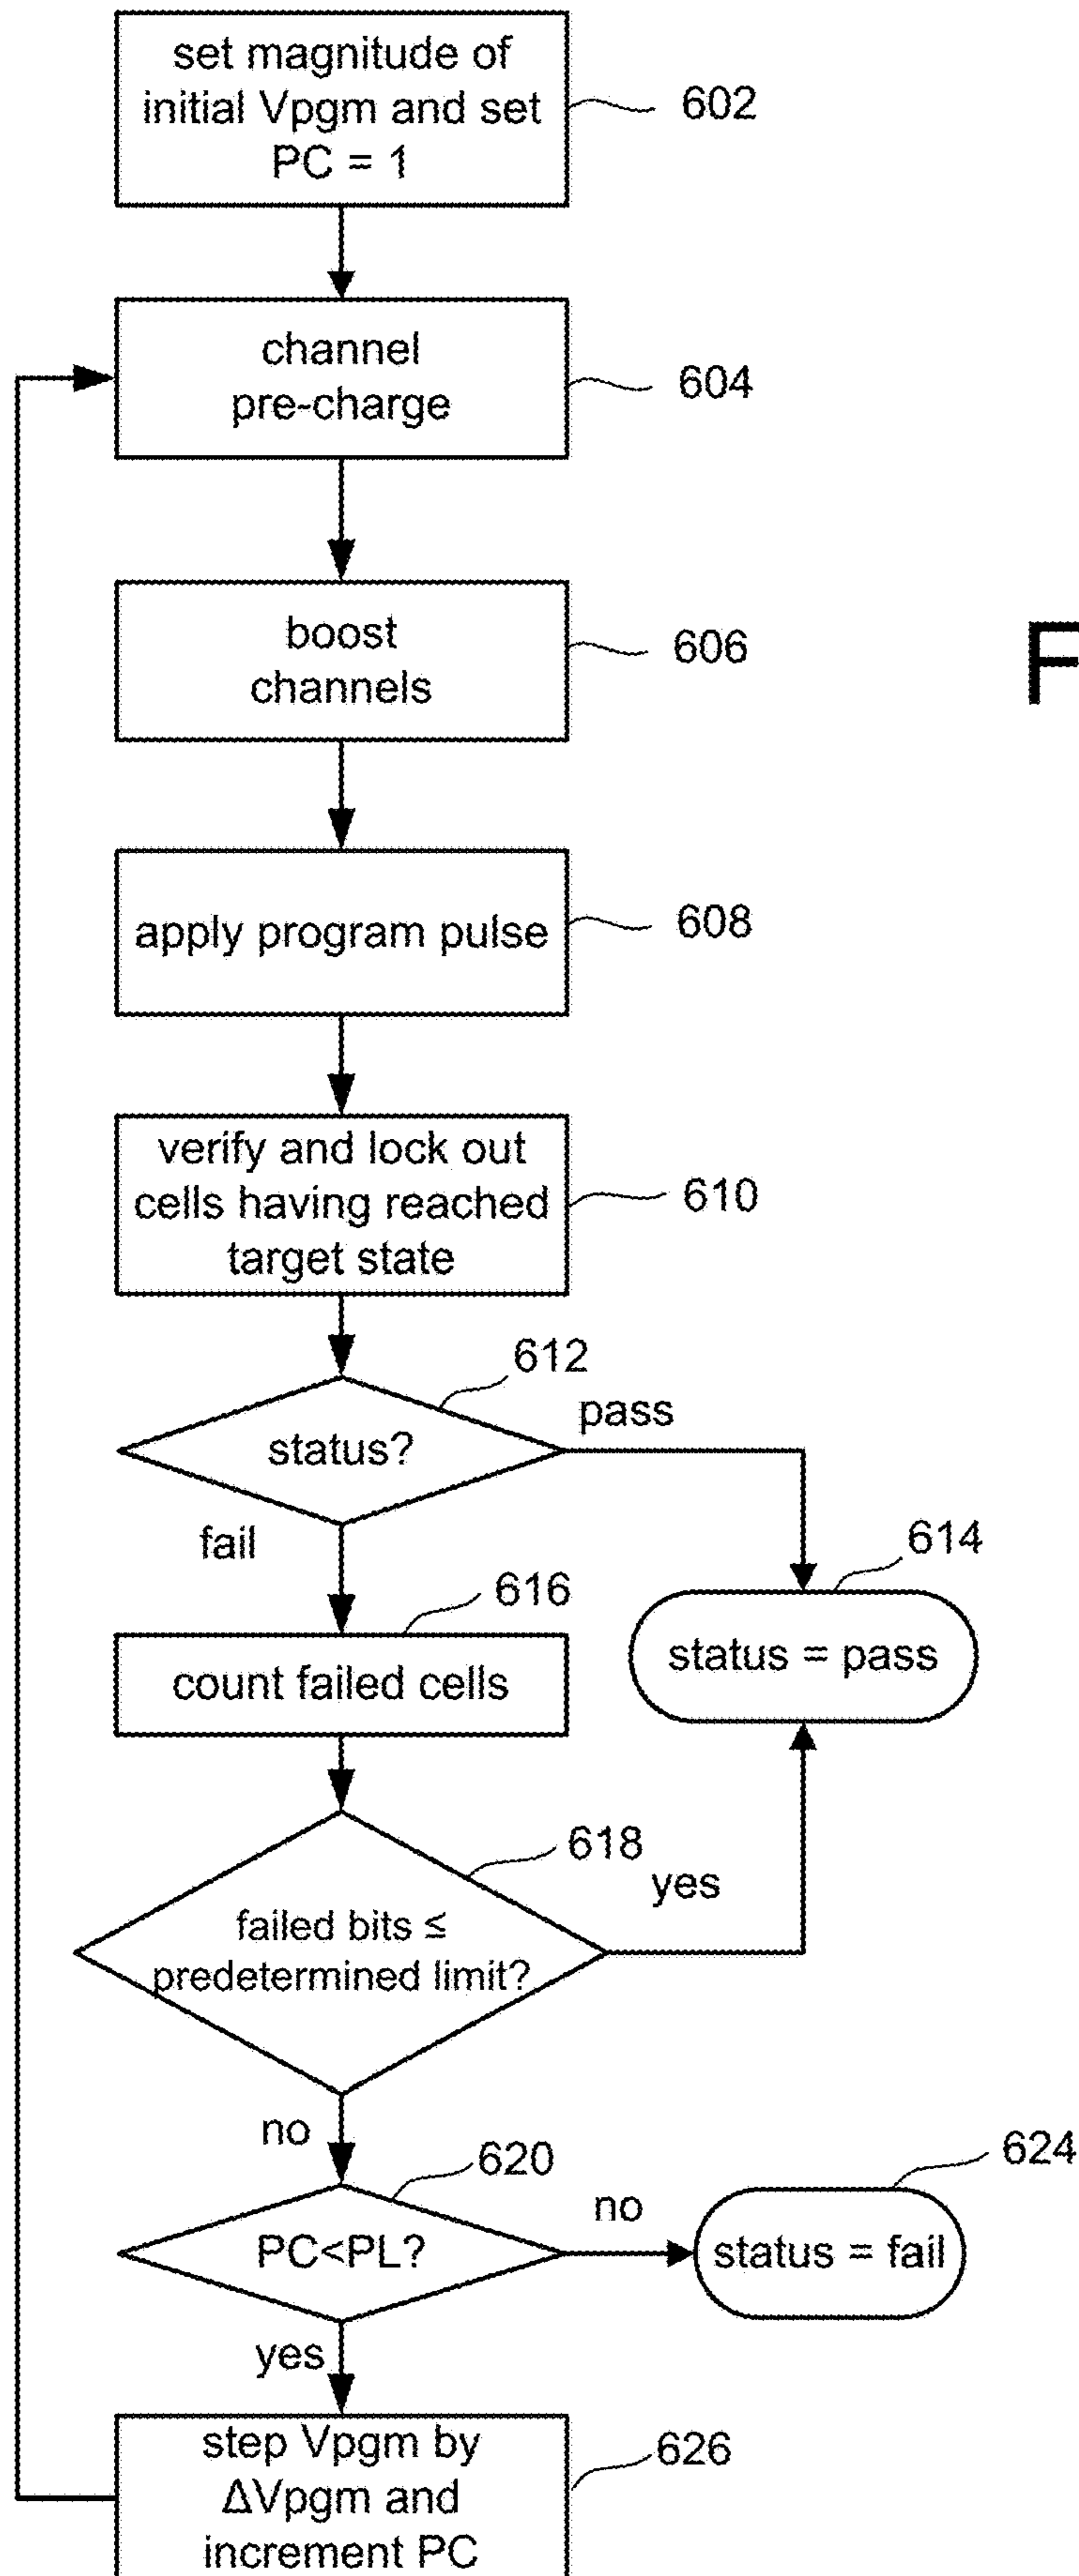 set magnitude of
initial Vpgm and set
PC = 1
602
channel
pre-charge
604
boost
channels
606
F
apply program pulse
608
verify and lock out
cells having reached
target state
610
612
status?
pass
fail
614
status = pass
616
count failed cells
618
yes
failed bits ≤
predetermined limit?
no
620
PC<PL?
no
624
status = fail
yes
step Vpgm by
ΔVpgm and
increment PC
626